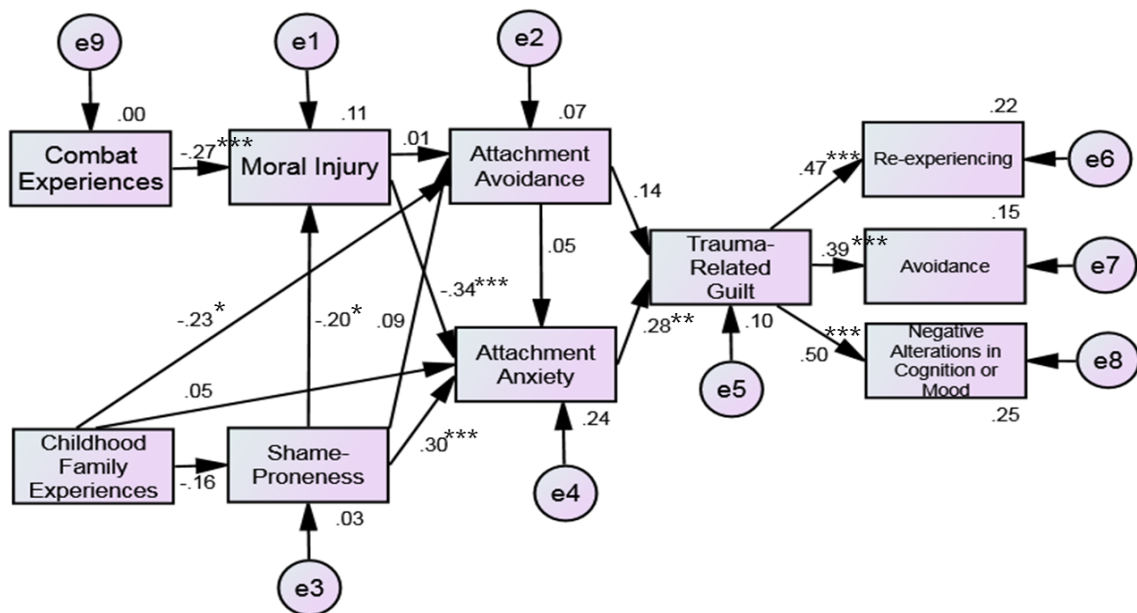 e9
e1
e2
.00
.11
.07
.22
Combat
Experiences
-.27***
Moral Injury
.01
Attachment
Avoidance
.14
.47***
Re-experiencing
e6
.15
Trauma-
Related
Guilt
.39***
Avoidance
e7
.05
-.34***
-.23*
-.20*
.09
.28**
.10
***
.50
Negative
Alterations in
Cognition or
Mood
e8
.25
Attachment
Anxiety
e5
.05
.24
Childhood
Family
Experiences
-.16
Shame-
Proneness
.30***
e4
.03
e3